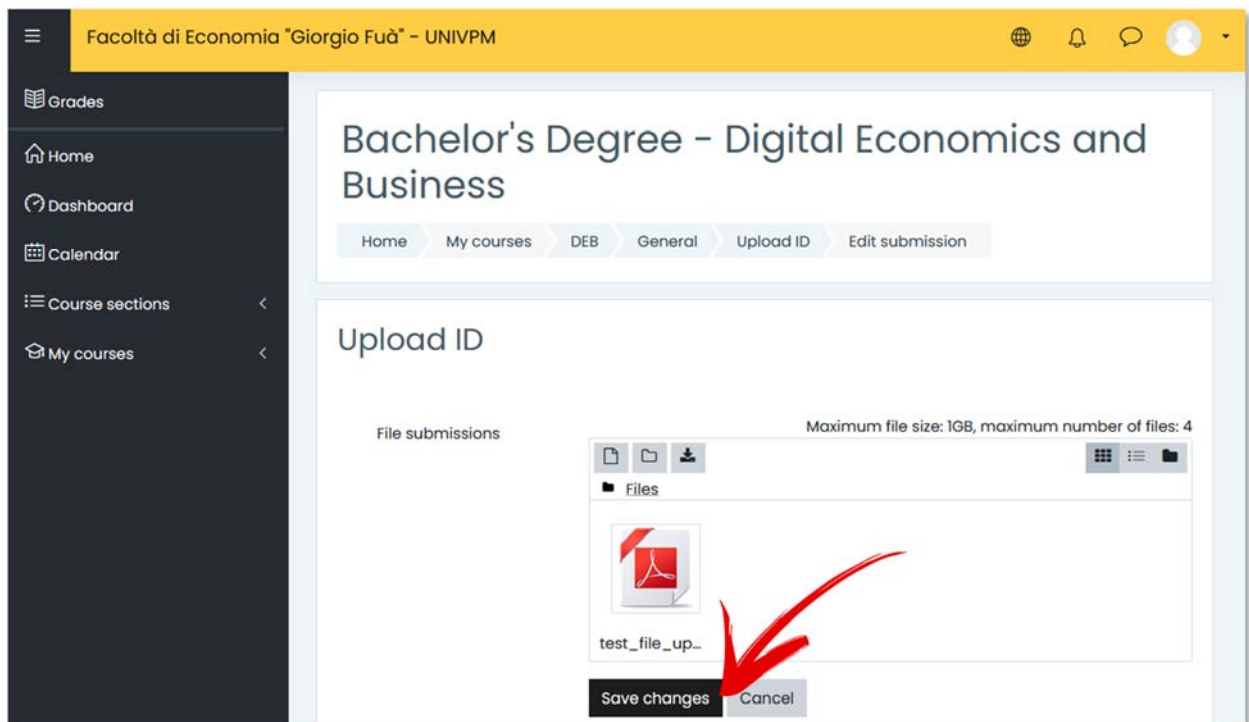 Facoltà di Economia "Giorgio Fuà" - UNIVPM
Grades
Home
Dashboard
Calendar
Course sections
My courses
Bachelor's Degree - Digital Economics and
Business
Home My courses DEB General Upload ID Edit submission
Upload ID
File submissions
Maximum file size: 1GB, maximum number of files: 4
Files
test_file_up...
Save changes Cancel